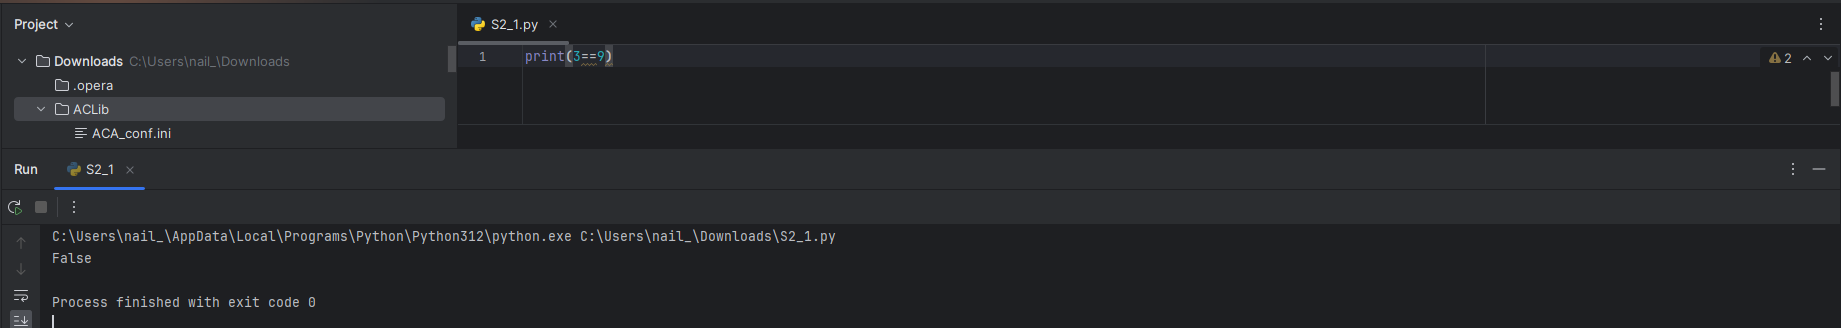 Project
S2_1.py
Downloads C:\Users\nail_\Downloads
.opera
ACLib
ACA_conf.ini
1 print(3==9)
2
Run S2_1
C:\Users\nail_\AppData\Local\Programs\Python\Python312\python.exe C:\Users\nail_\Downloads\S2_1.py
False
Process finished with exit code 0